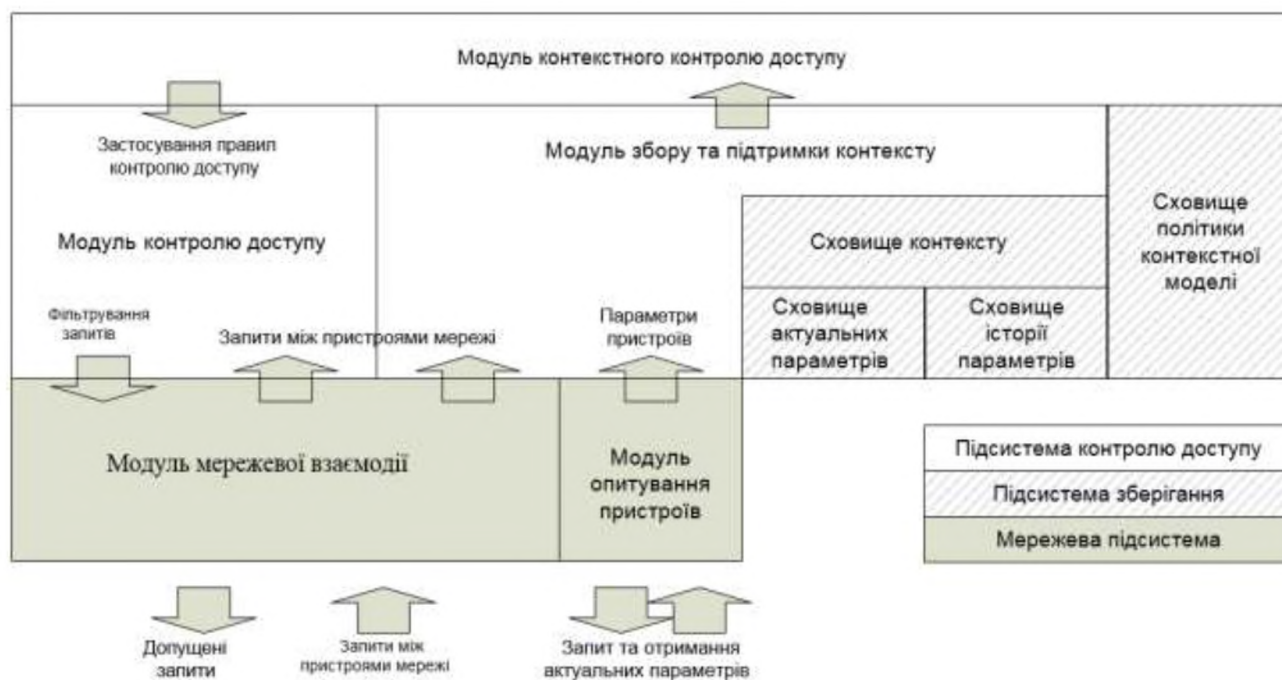 Модуль контекстного контролю доступу
Застосування правил
контролю доступу
Модуль збору та підтримки контексту
Модуль контролю доступу
Сховище контексту
Сховище
політики
контекстної
моделі
Фільтрування
запитів
Запити між пристроями мережі
Параметри
пристроїв
Сховище
актуальних
параметрів
Сховище
історії
параметрів
Модуль мережевої взаємодії
Модуль
опитування
пристроїв
Підсистема контролю доступу
Підсистема зберігання
Мережева підсистема
Допущені
запити
Запити між
пристроями мережі
Запит та отримання
актуальних параметрів